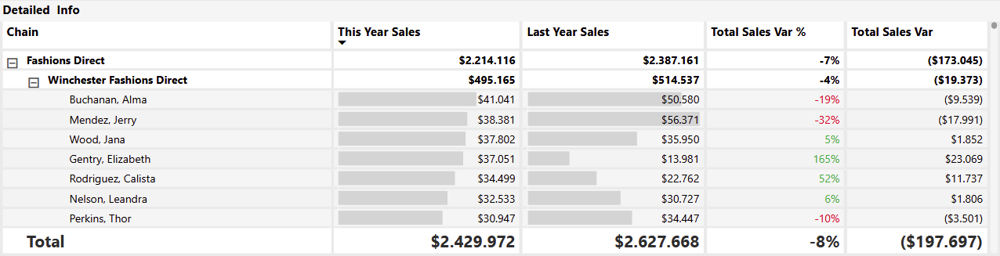 Detailed Info
Chain This Year Sales Last Year Sales Total Sales Var % Total Sales Var
Fashions Direct $2.214.116 $2.387.161 -7% ($173.045)
Winchester Fashions Direct $495.165 $514.537 -4% ($19.373)
Buchanan, Alma $41.041 $50.580 -19% ($9.539)
Mendez, Jerry $38.381 $56.371 -32% ($17.991)
Wood, Jana $37.802 $35.950 5% $1.852
Gentry, Elizabeth $37.051 $13.981 165% $23.069
Rodriguez, Calista $34.499 $22.762 52% $11.737
Nelson, Leandra $32.533 $30.727 6% $1.806
Perkins, Thor $30.947 $34.447 -10% ($3.501)
Total $2.429.972 $2.627.668 -8% ($197.697)